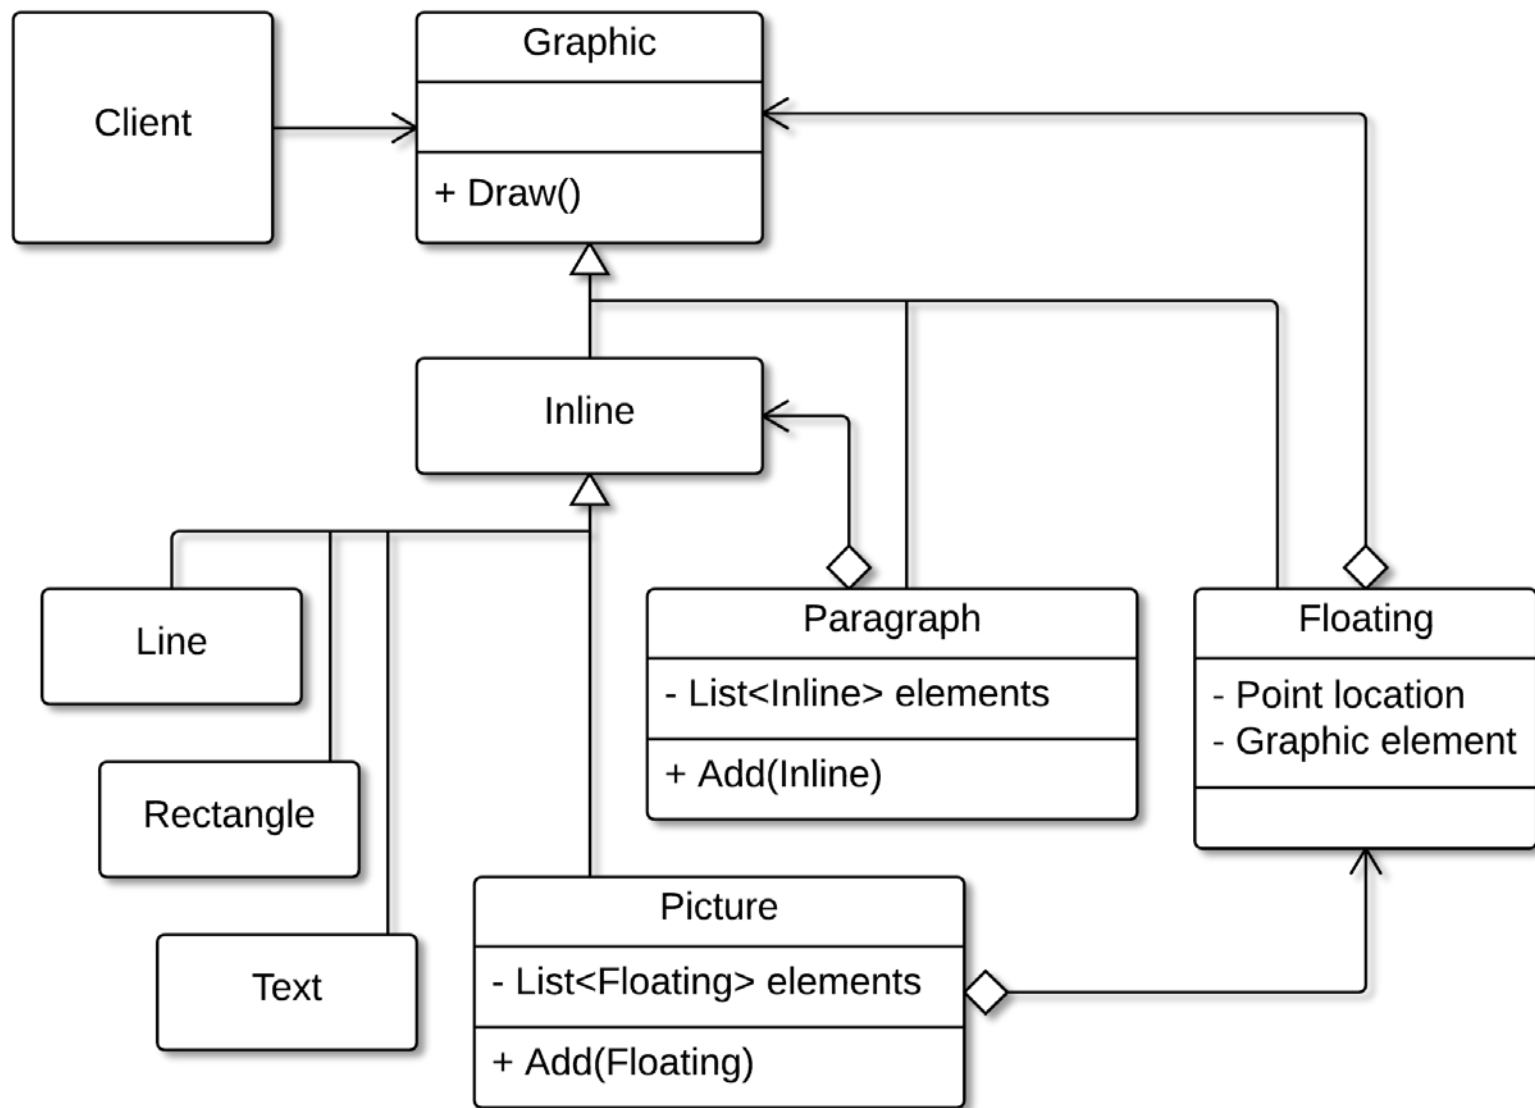 Client
Graphic
+ Draw()
Inline
Line
Rectangle
Text
Paragraph
- List<Inline> elements
+ Add(Inline)
Floating
- Point location
- Graphic element
Picture
- List<Floating> elements
+ Add(Floating)